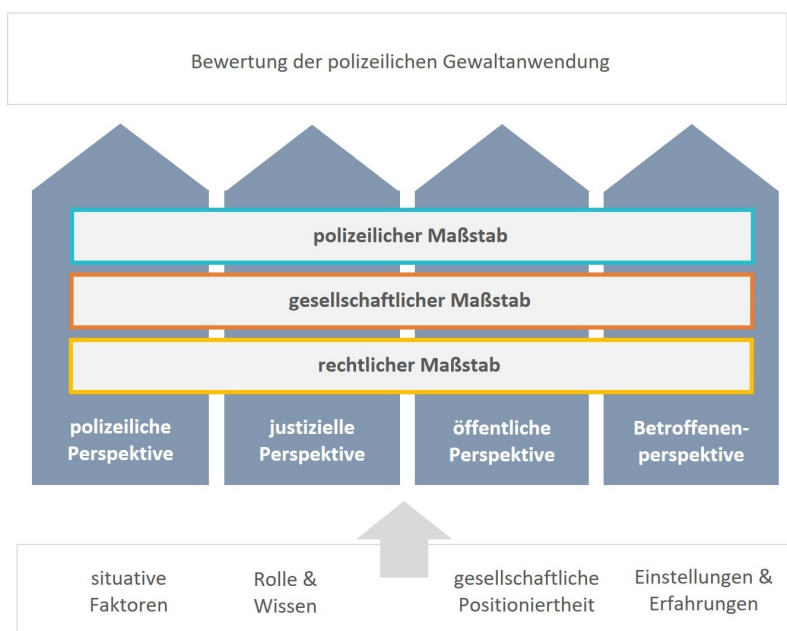 Bewertung der polizeilichen Gewaltanwendung
polizeilicher Maßstab
gesellschaftlicher Maßstab
rechtlicher Maßstab
polizeiliche
Perspektive
justizielle
Perspektive
öffentliche
Perspektive
Betroffenen-
perspektive
situative
Faktoren
Rolle &
Wissen
gesellschaftliche
Positioniertheit
Einstellungen &
Erfahrungen